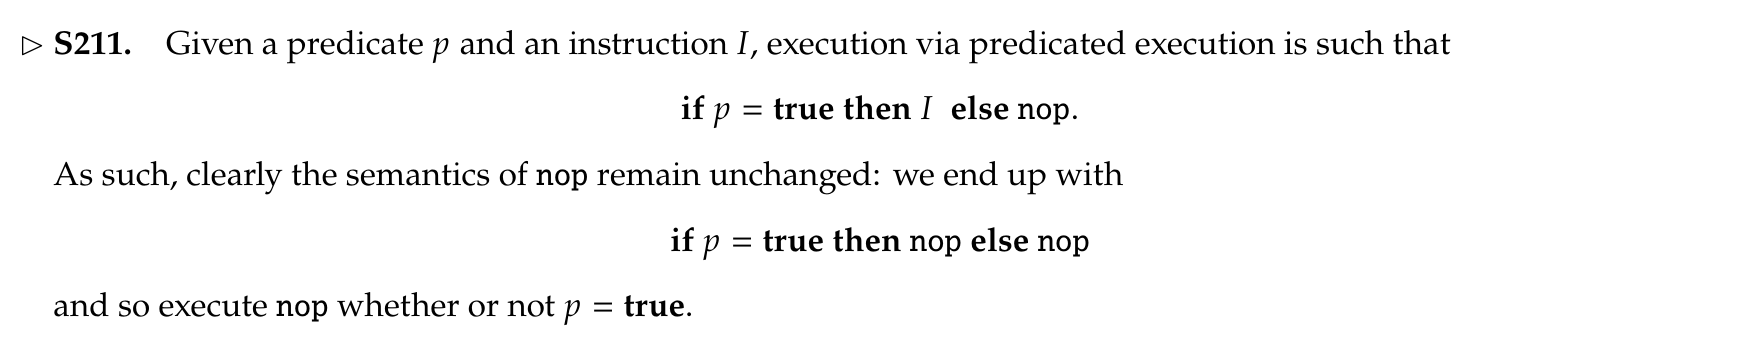 ▷ S211. Given a predicate p and an instruction I, execution via predicated execution is such that
if p = true then I else nop.
As such, clearly the semantics of nop remain unchanged: we end up with
if p = true then nop else nop
and so execute nop whether or not p = true.